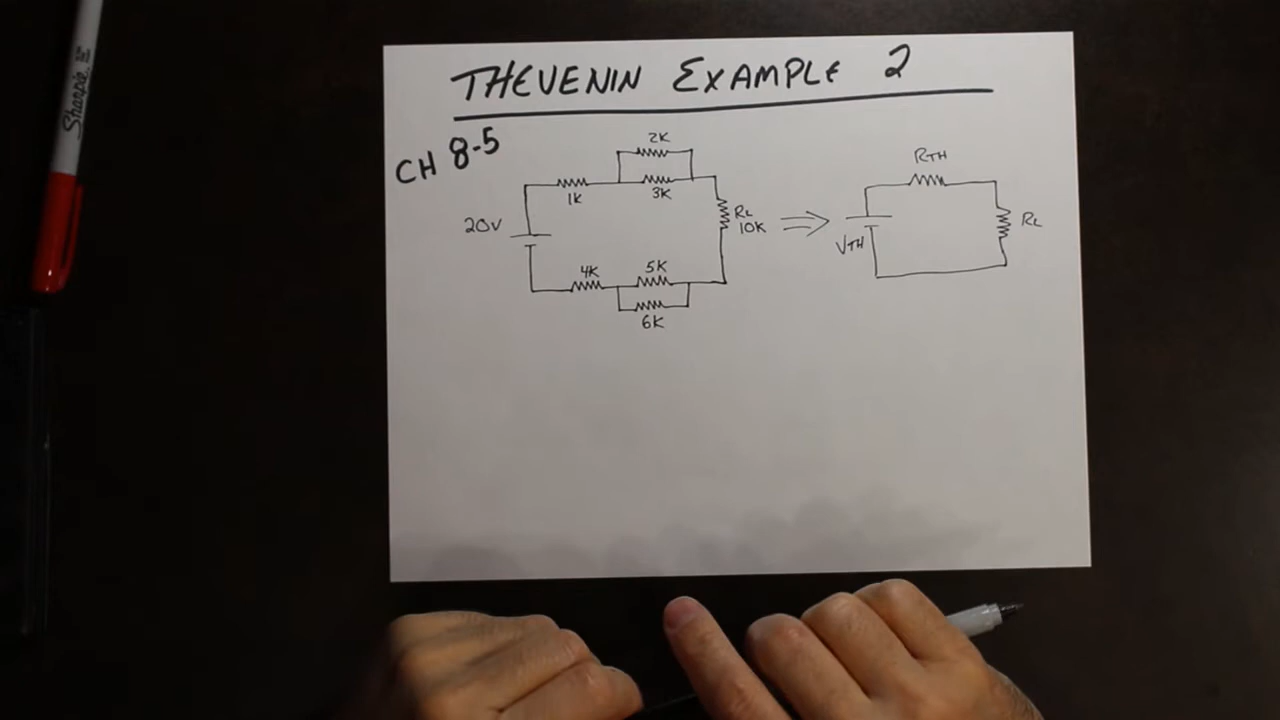 Sharpie
THEVENIN EXAMPLE 2
CH 8-5
2K
1K
3K
20V
RL
10K
4K
5K
6K
RTH
VTH
RL